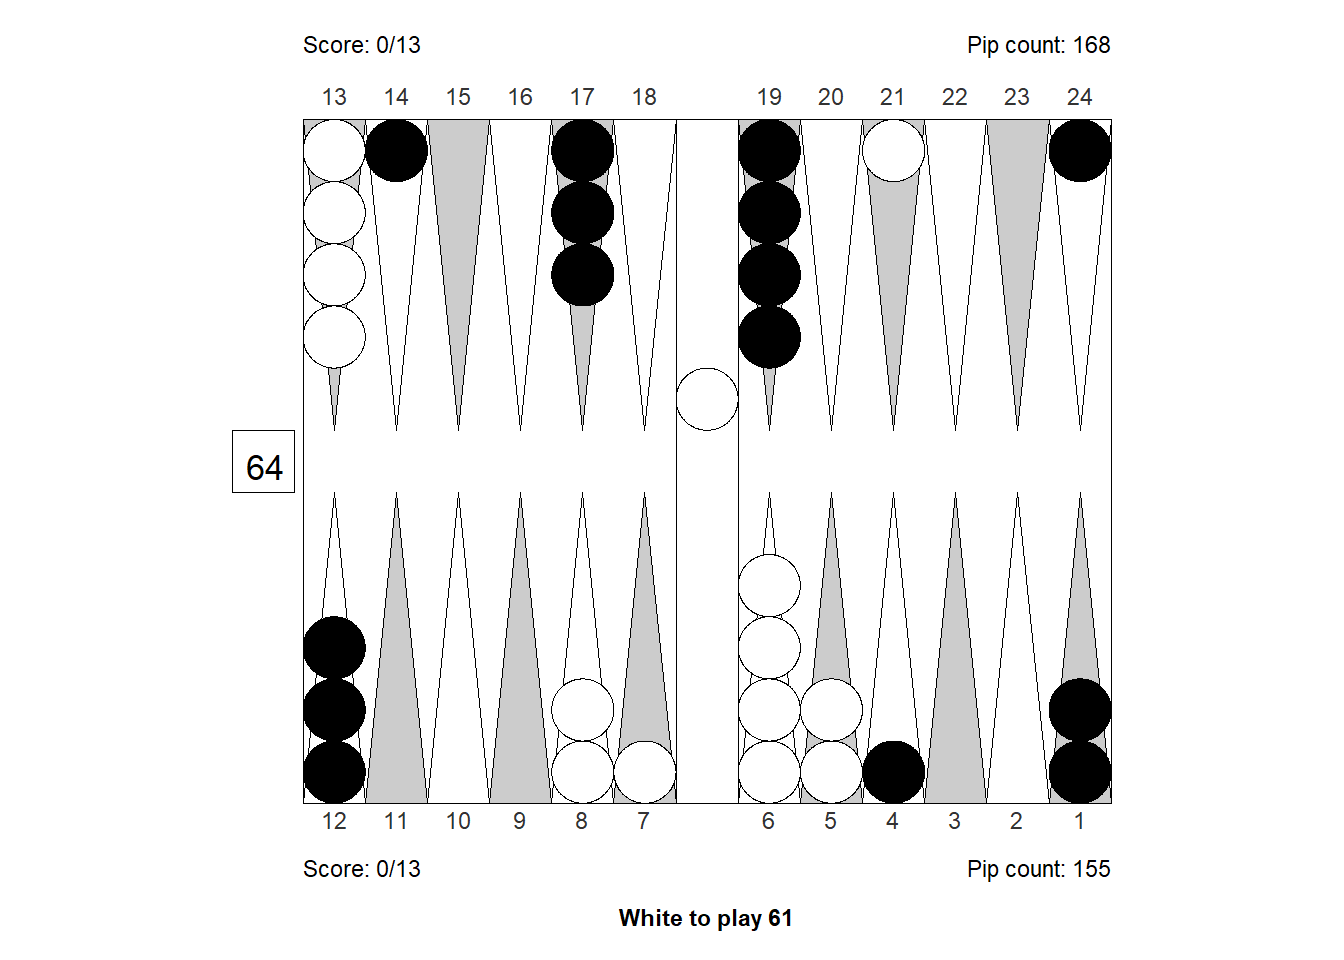 Score: 0/13 Pip count: 168
13 14 15 16 17 18 19 20 21 22 23 24
64
12 11 10 9 8 7 6 5 4 3 2 1
Score: 0/13 Pip count: 155
White to play 61